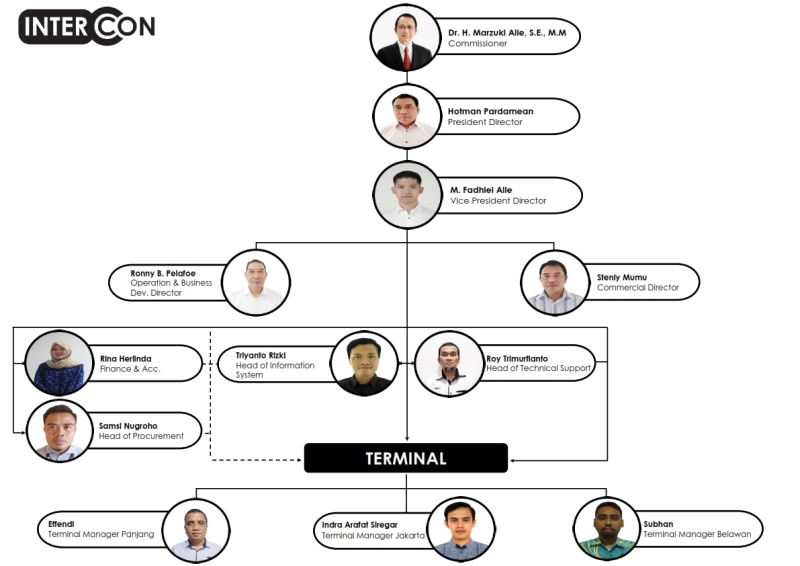 INTERCON
Dr. H. Marzuki Alie, S.E., M.M
Commissioner
Hotman Pardamean
President Director
M. Fadhiel Alie
Vice President Director
Ronny B. Pelafoe
Operation & Business
Dev. Director
Stenly Mumu
Commercial Director
Rina Herlinda
Finance & Acc.
Triyanto Rizki
Head of Information
System
Roy Trimurfianto
Head of Technical Support
Samsi Nugroho
Head of Procurement
TERMINAL
Effendi
Terminal Manager Panjang
Indra Arafat Siregar
Terminal Manager Jakarta
Subhan
Terminal Manager Belawan